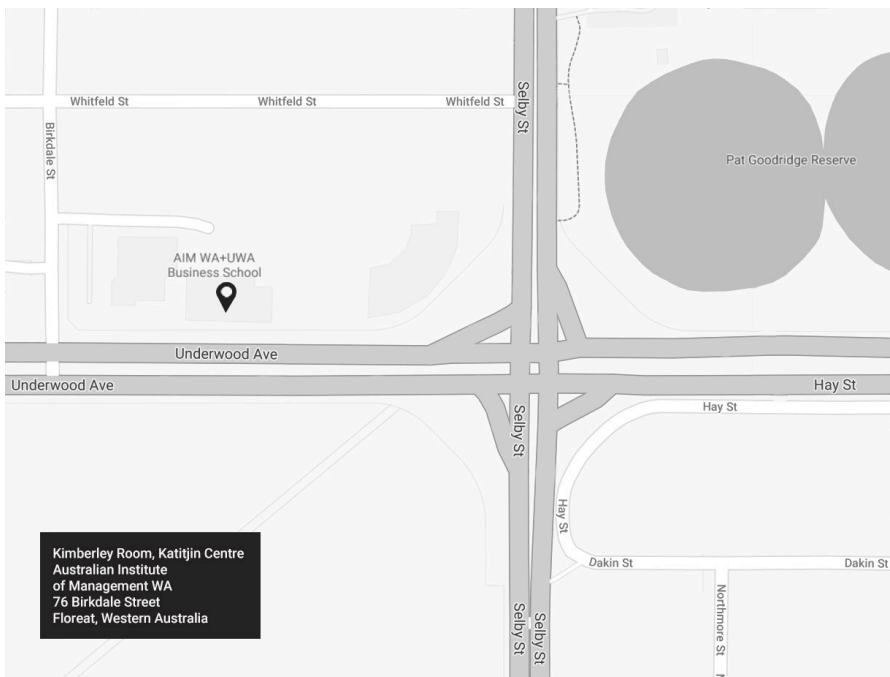 Whitfeld St
Whitfeld St
Whitfeld St
Selby St
Birkdale St
Pat Goodridge Reserve
AIM WA+UWA
Business School
Underwood Ave
Underwood Ave
Hay St
Hay St
Selby St
Hay St
Dakin St
Dakin St
Kimberley Room, Katitjin Centre
Australian Institute
of Management WA
76 Birkdale Street
Floreat, Western Australia
Northmore St
Selby St
Selby St